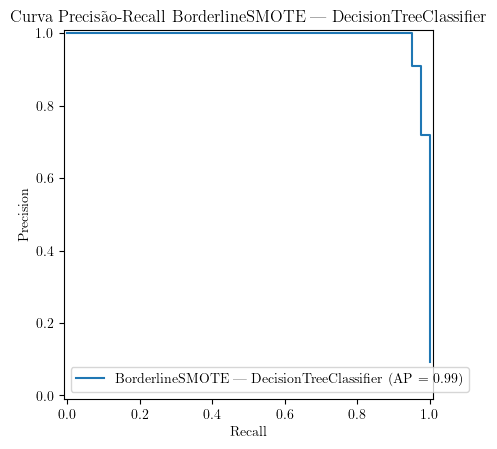 Curva Precisão-Recall BorderlineSMOTE — DecisionTreeClassifier
1.0
0.8
0.6
0.4
0.2
0.0
Precision
BorderlineSMOTE — DecisionTreeClassifier (AP = 0.99)
0.0 0.2 0.4 0.6 0.8 1.0
Recall